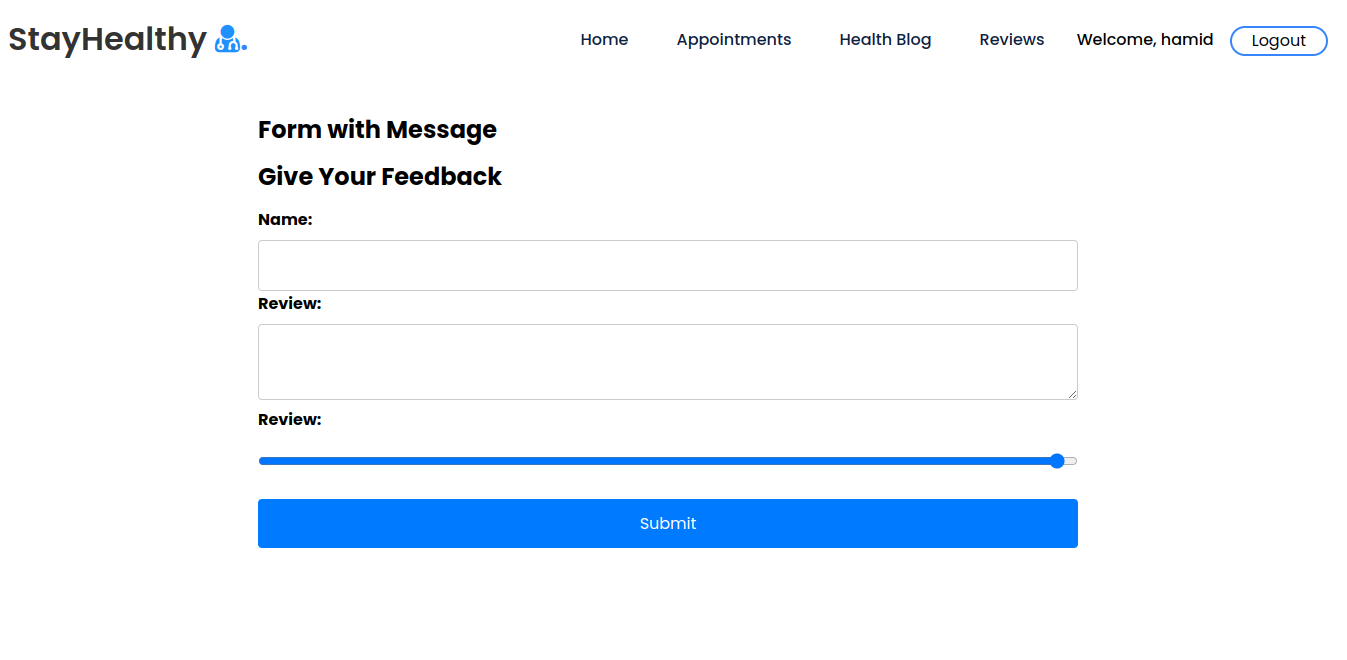 StayHealthy
Home Appointments Health Blog Reviews Welcome, hamid Logout
Form with Message
Give Your Feedback
Name:
Review:
Review:
Submit